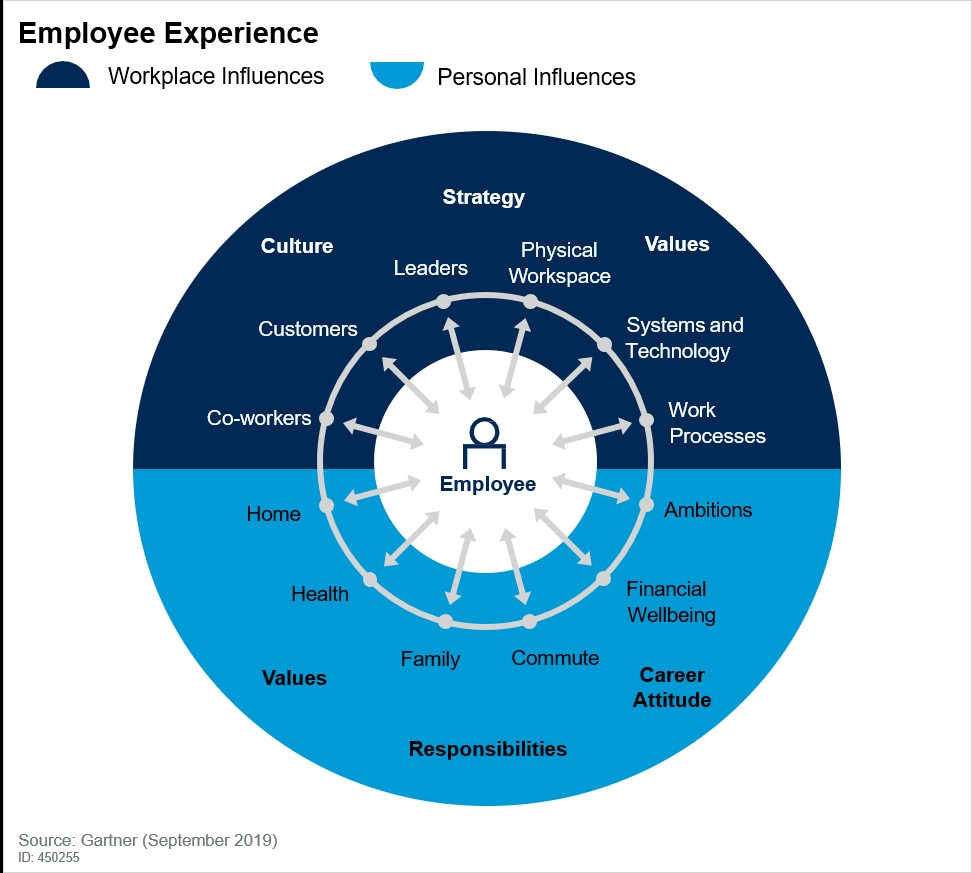 Employee Experience
Workplace Influences
Personal Influences
Strategy
Culture
Values
Leaders
Physical
Workspace
Customers
Systems and
Technology
Co-workers
Work
Processes
Employee
Home
Ambitions
Health
Financial
Wellbeing
Family
Commute
Values
Career
Attitude
Responsibilities
Source: Gartner (September 2019)
ID: 450255